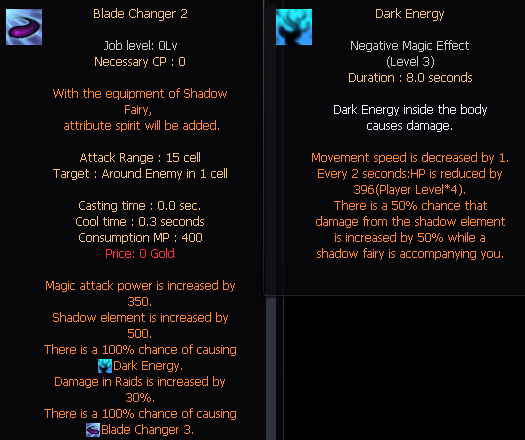 Blade Changer 2
Job level: 0Lv
Necessary CP : 0
With the equipment of Shadow
Fairy,
attribute spirit will be added.
Attack Range : 15 cell
Target : Around Enemy in 1 cell
Casting time : 0.0 sec.
Cool time : 0.3 seconds
Consumption MP : 400
Price: 0 Gold
Magic attack power is increased by
350.
Shadow element is increased by
500.
There is a 100% chance of causing
Dark Energy.
Damage in Raids is increased by
30%.
There is a 100% chance of causing
Blade Changer 3.
Dark Energy
Negative Magic Effect
(Level 3)
Duration : 8.0 seconds
Dark Energy inside the body
causes damage.
Movement speed is decreased by 1.
Every 2 seconds:HP is reduced by
396(Player Level*4).
There is a 50% chance that
damage from the shadow element
is increased by 50% while a
shadow fairy is accompanying you.